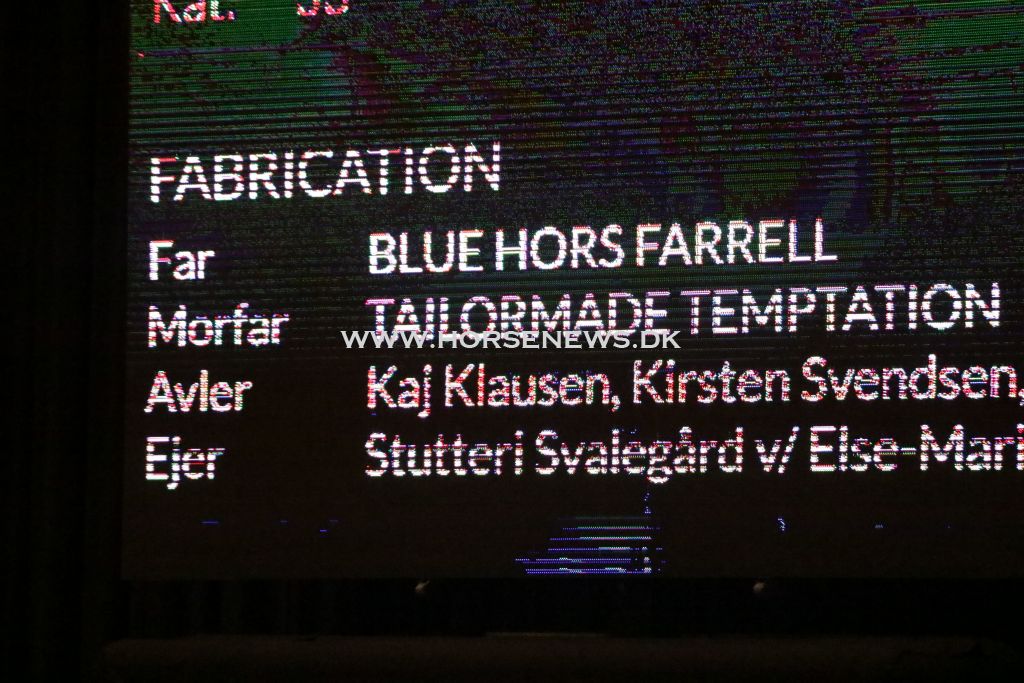 Kat.
FABRICATION
Far BLUE HORS FARRELL
Morfar TAILORMADE TEMPTATION
WWW.HORSENEWS.DK
Avler Kaj Klausen, Kirsten Svendsen,
Ejer Stutteri Svalegård v/ Else-Mari